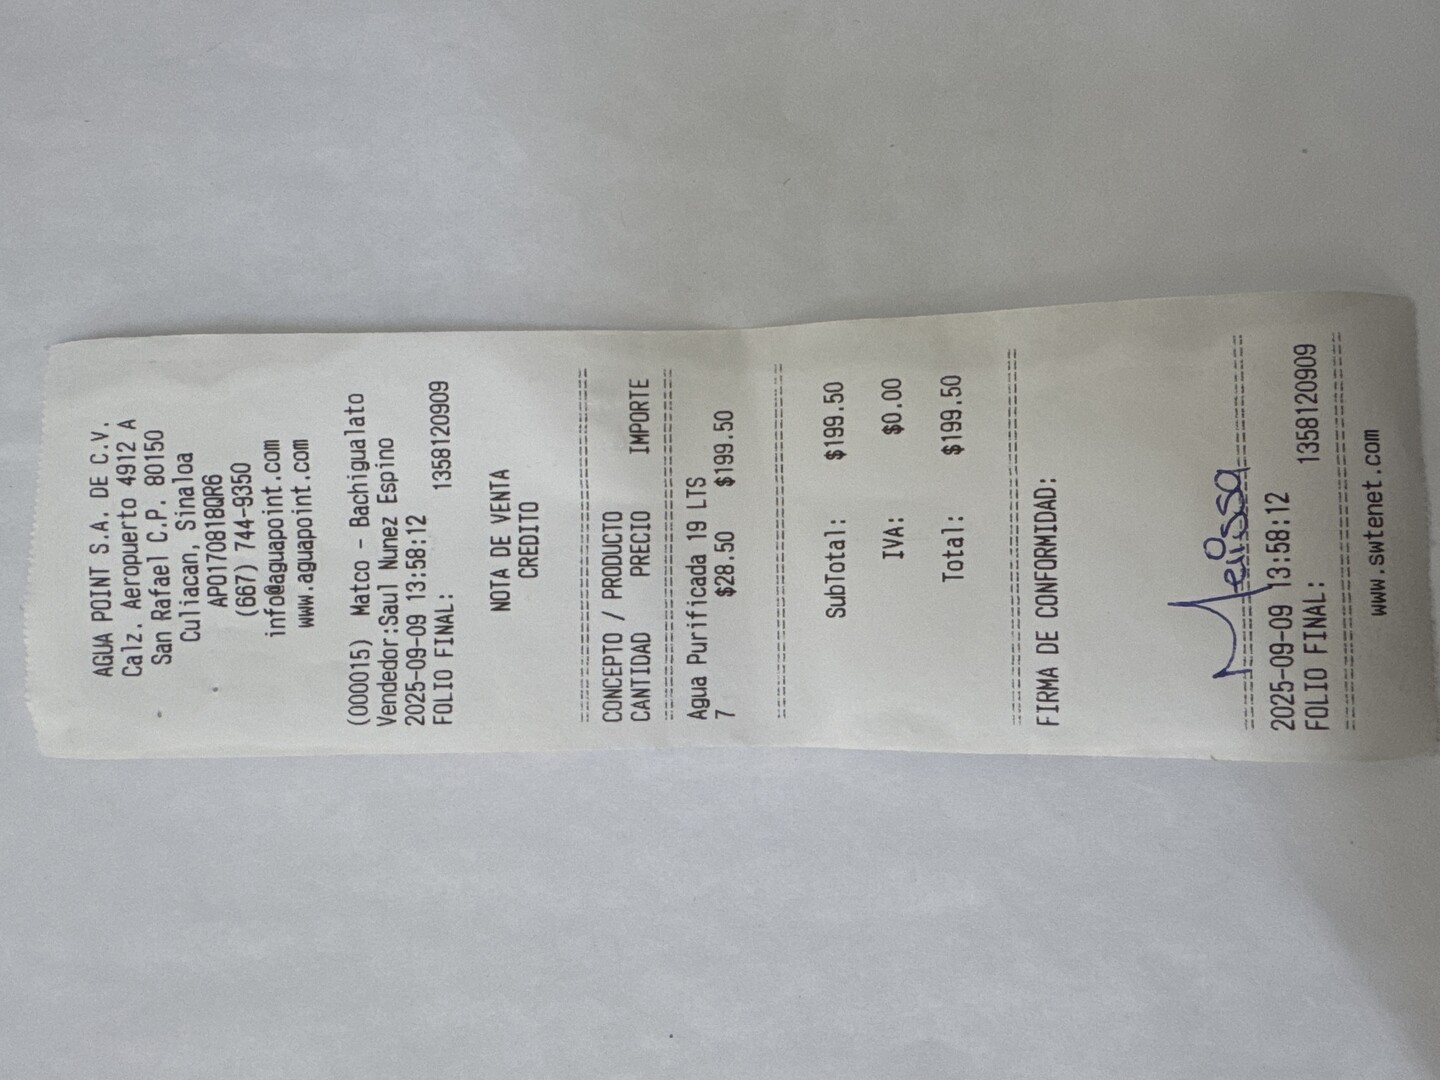 AGUA POINT S.A. DE C.V.
Calz. Aeropuerto 4912 A
San Rafael C.P. 80150
Culiacan, Sinaloa
APO170818QR6
(667) 744-9350
info@aguapoint.com
www.aguapoint.com
(000015) Matco - Bachigualato
Vendedor:Saul Nunez Espino
2025-09-09 13:58:12
FOLIO FINAL: 1358120909
NOTA DE VENTA
CREDITO
CONCEPTO / PRODUCTO
CANTIDAD PRECIO IMPORTE
Agua Purificada 19 LTS
7 $28.50 $199.50
SubTotal: $199.50
IVA: $0.00
Total: $199.50
FIRMA DE CONFORMIDAD:
Melissa
2025-09-09 13:58:12
FOLIO FINAL: 1358120909
www.swtenet.com